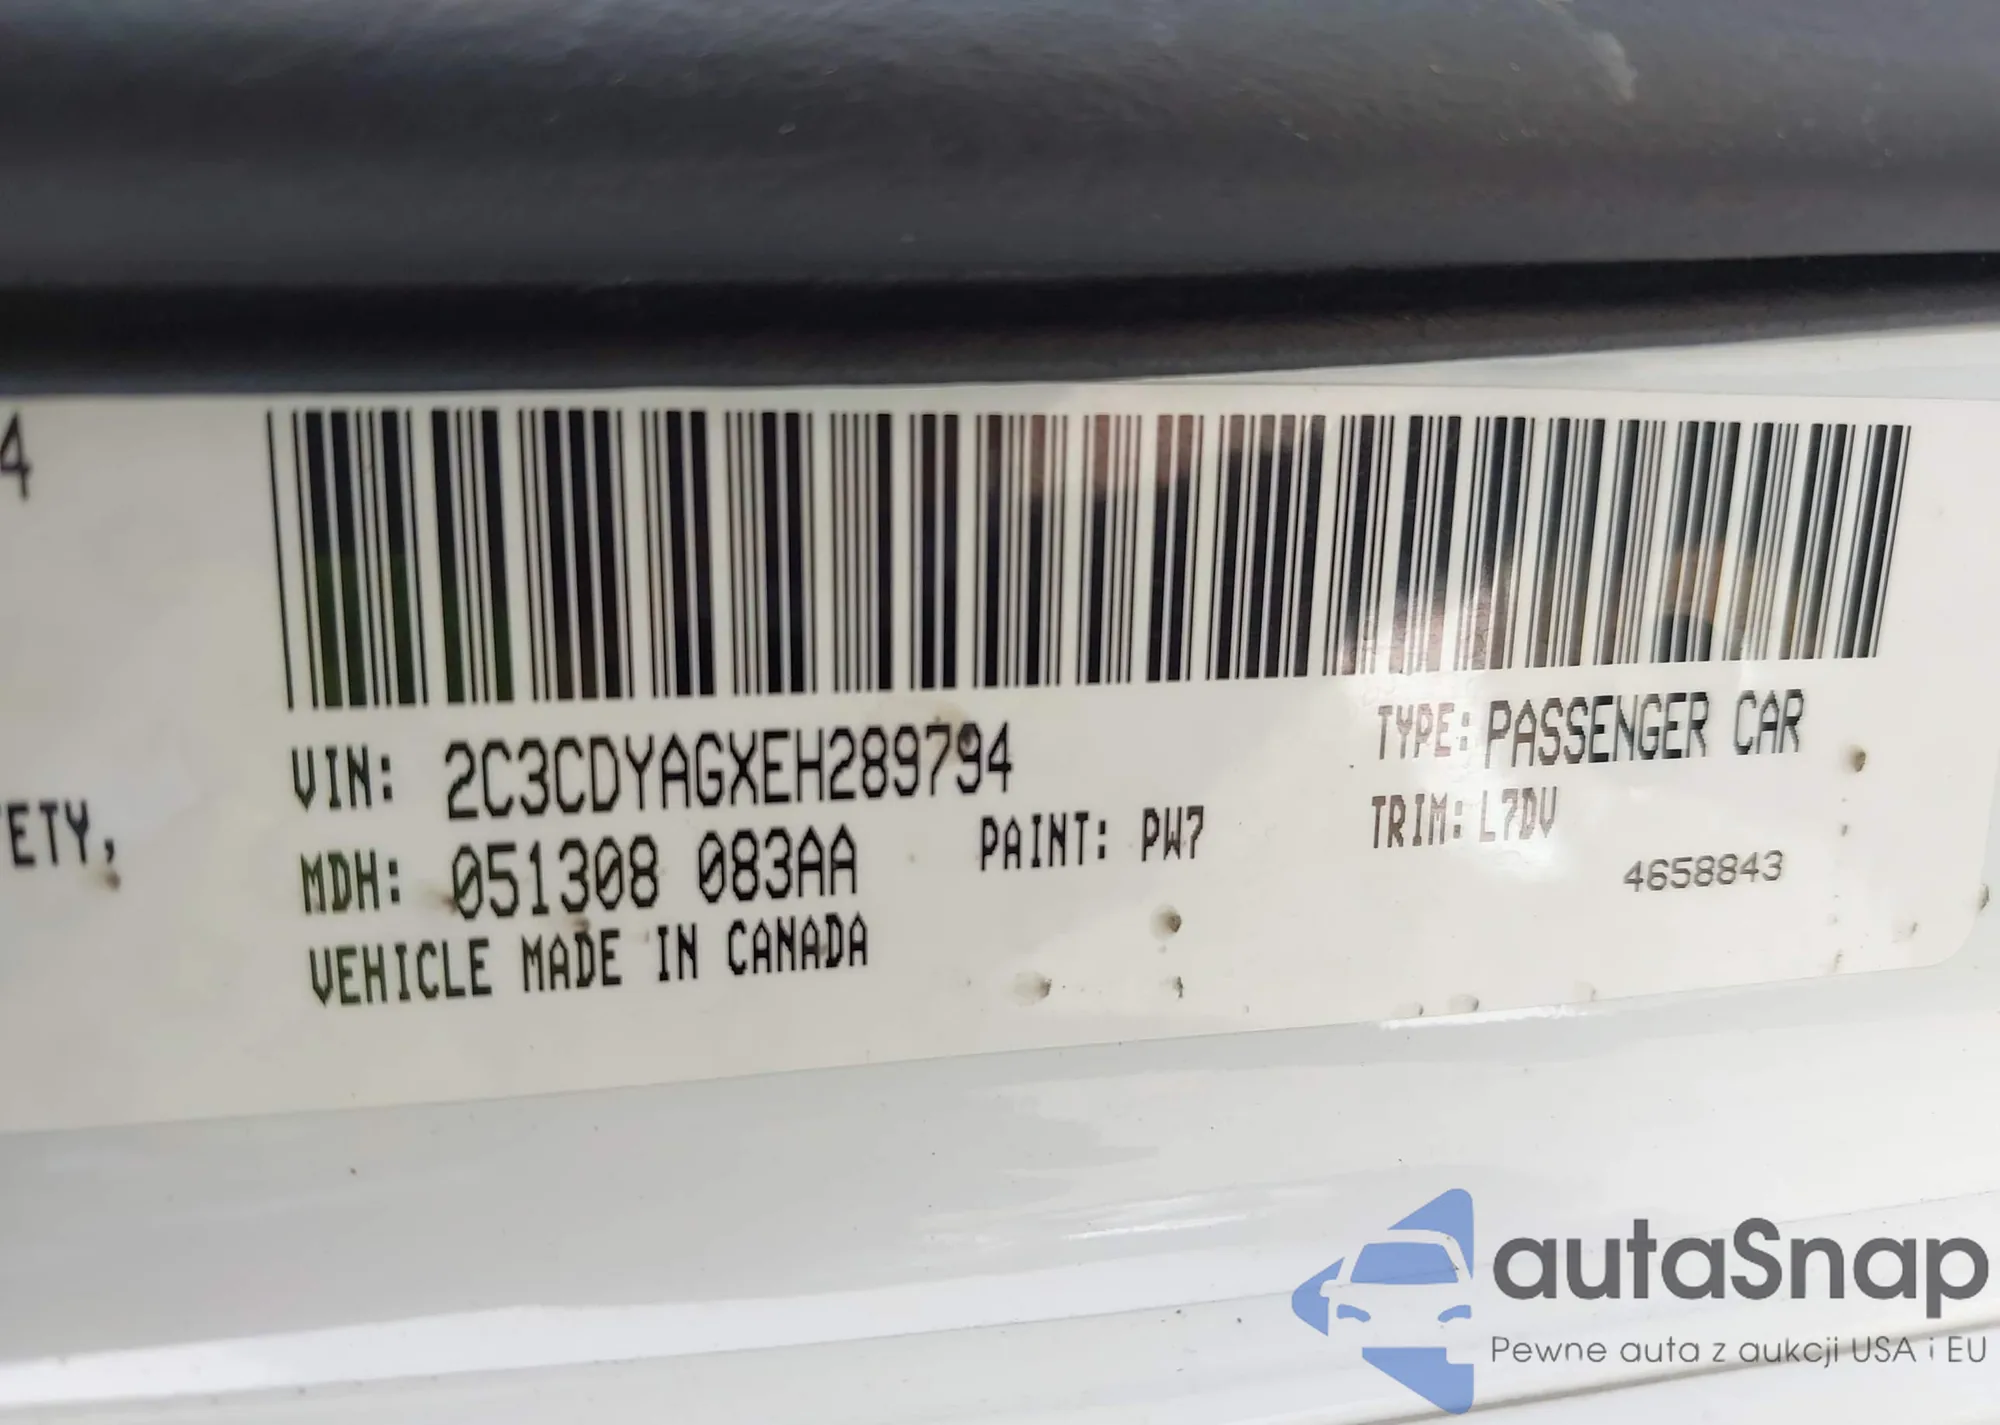 4
ETY,
VIN: 2C3CDYAGXEH289794
TYPE: PASSENGER CAR
MDH: 051308 083AA
PAINT: PW7
TRIM: L7DV
4658843
VEHICLE MADE IN CANADA
autaSnap
Pewne auta z aukcji USA i EU